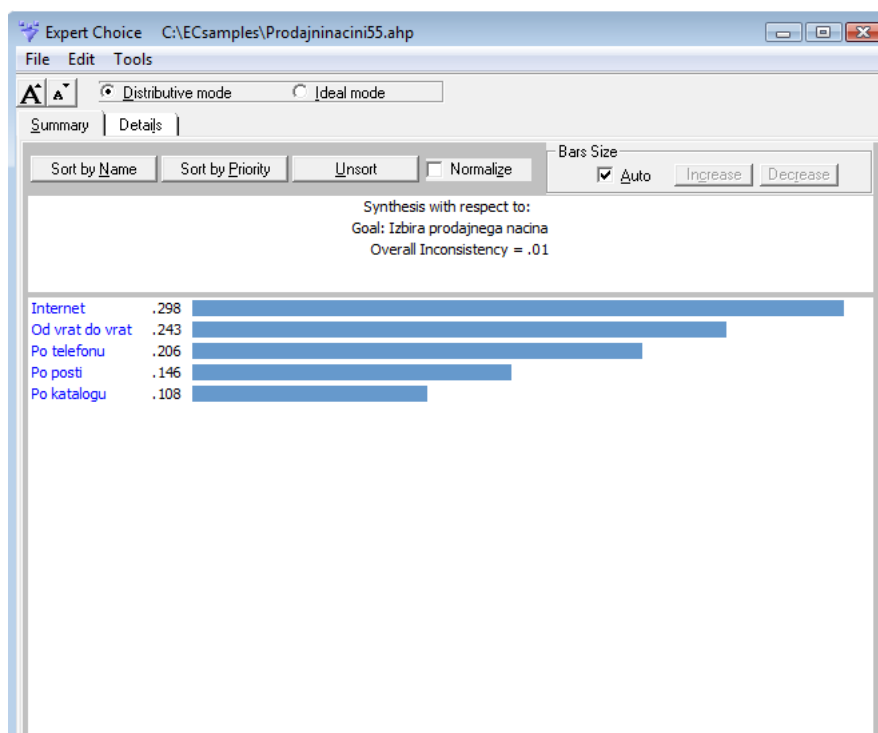 Expert Choice C:\ECsamples\Prodajninacini55.ahp
File Edit Tools
A A Distributive mode Ideal mode
Summary Details
Sort by Name Sort by Priority Unsort Normalize Bars Size Auto Increase Decrease
Synthesis with respect to:
Goal: Izbira prodajnega nacina
Overall Inconsistency = .01
Internet .298
Od vrat do vrat .243
Po telefonu .206
Po posti .146
Po katalogu .108